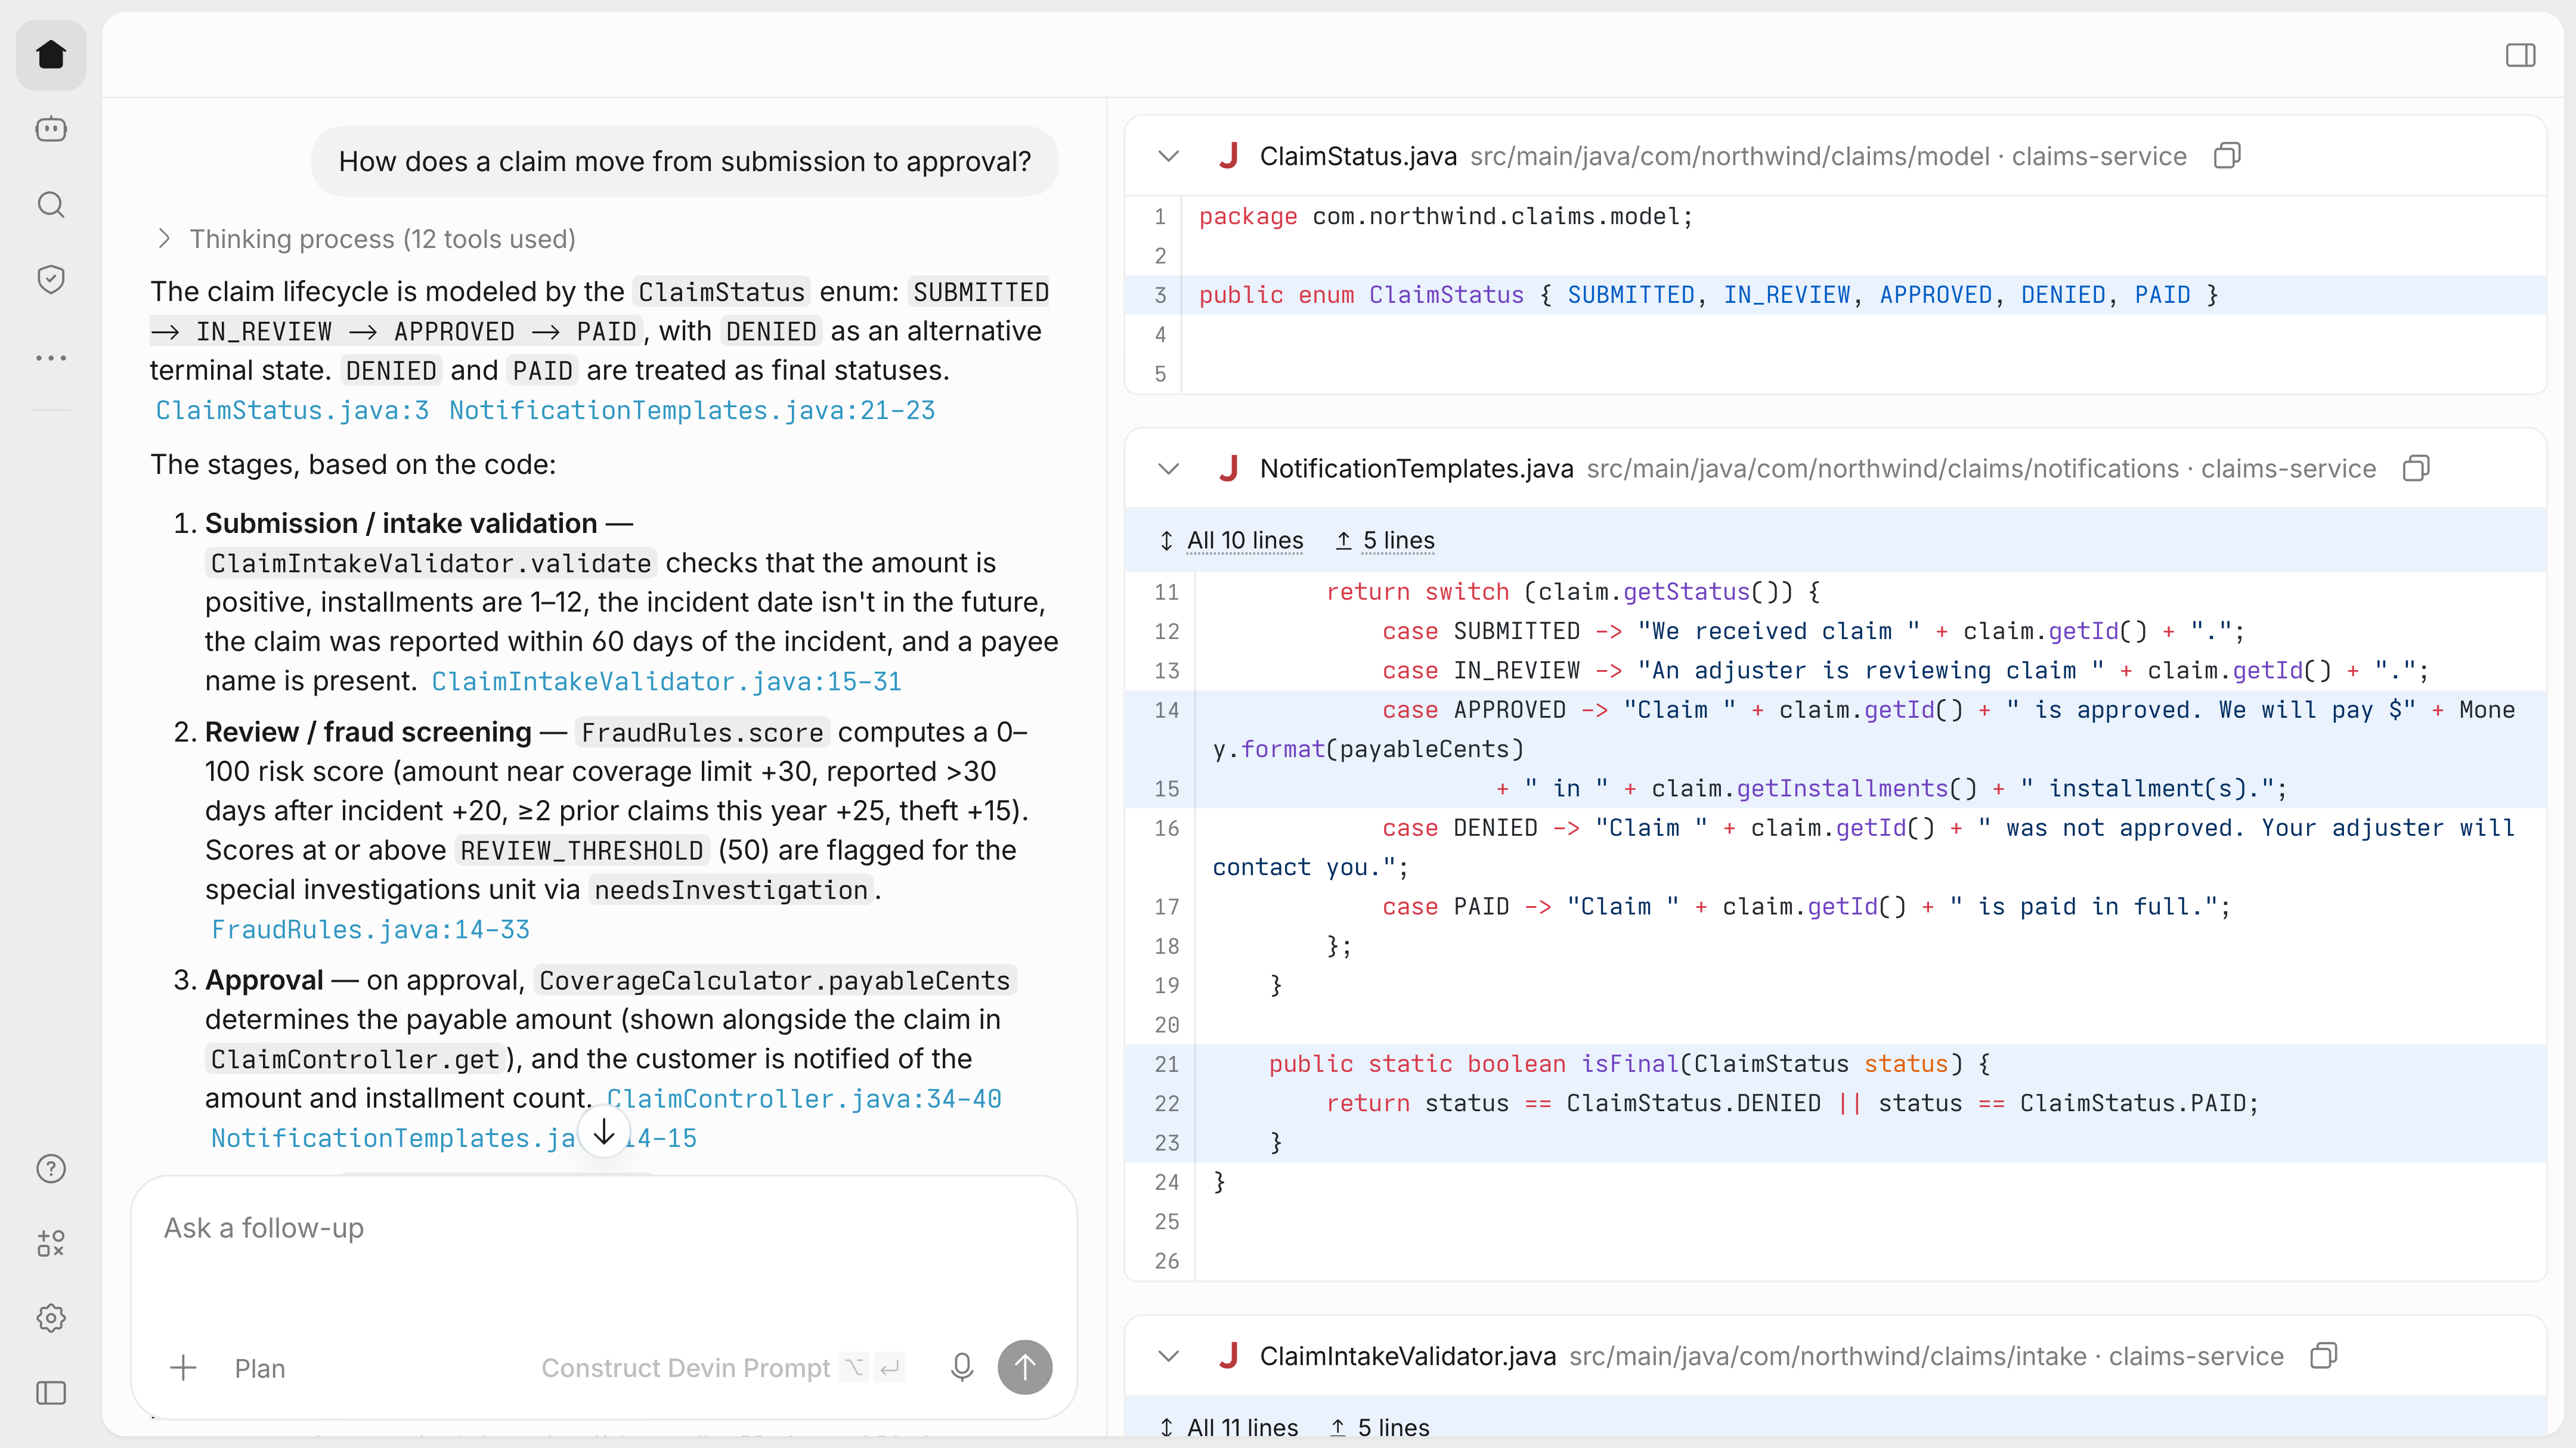 How does a claim move from submission to approval?
Thinking process (12 tools used)
The claim lifecycle is modeled by the ClaimStatus enum: SUBMITTED
→ IN_REVIEW → APPROVED → PAID, with DENIED as an alternative
terminal state. DENIED and PAID are treated as final statuses.
ClaimStatus.java:3 NotificationTemplates.java:21-23
The stages, based on the code:
1. Submission / intake validation —
ClaimIntakeValidator.validate checks that the amount is
positive, installments are 1–12, the incident date isn't in the future,
the claim was reported within 60 days of the incident, and a payee
name is present. ClaimIntakeValidator.java:15-31
2. Review / fraud screening — FraudRules.score computes a 0–
100 risk score (amount near coverage limit +30, reported >30
days after incident +20, ≥2 prior claims this year +25, theft +15).
Scores at or above REVIEW_THRESHOLD (50) are flagged for the
special investigations unit via needsInvestigation.
FraudRules.java:14-33
3. Approval — on approval, CoverageCalculator.payableCents
determines the payable amount (shown alongside the claim in
ClaimController.get), and the customer is notified of the
amount and installment count. ClaimController.java:34-40
NotificationTemplates.ja 14-15
Ask a follow-up
Plan
Construct Devin Prompt ⌥ ↵
ClaimStatus.java src/main/java/com/northwind/claims/model · claims-service
1 package com.northwind.claims.model;
2
3 public enum ClaimStatus { SUBMITTED, IN_REVIEW, APPROVED, DENIED, PAID }
4
5
NotificationTemplates.java src/main/java/com/northwind/claims/notifications · claims-service
All 10 lines 5 lines
11 return switch (claim.getStatus()) {
12 case SUBMITTED -> "We received claim " + claim.getId() + ".";
13 case IN_REVIEW -> "An adjuster is reviewing claim " + claim.getId() + ".";
14 case APPROVED -> "Claim " + claim.getId() + " is approved. We will pay $" + Mone
y.format(payableCents)
15 + " in " + claim.getInstallments() + " installment(s).";
16 case DENIED -> "Claim " + claim.getId() + " was not approved. Your adjuster will
contact you.";
17 case PAID -> "Claim " + claim.getId() + " is paid in full.";
18 };
19 }
20
21 public static boolean isFinal(ClaimStatus status) {
22 return status == ClaimStatus.DENIED || status == ClaimStatus.PAID;
23 }
24 }
25
26
ClaimIntakeValidator.java src/main/java/com/northwind/claims/intake · claims-service
All 11 lines 5 lines